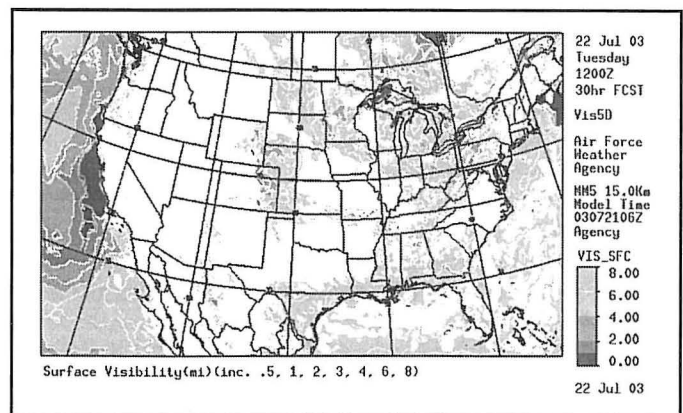 22 Jul 03
Tuesday
1200Z
30hr FCST
Vis5D
Air Force
Weather
Agency
MM5 15.0Km
Model Time
03072106Z
Agency
VIS_SFC
8.00
6.00
4.00
2.00
0.00
22 Jul 03
Surface Visibility(mi)(inc. .5, 1, 2, 3, 4, 6, 8)